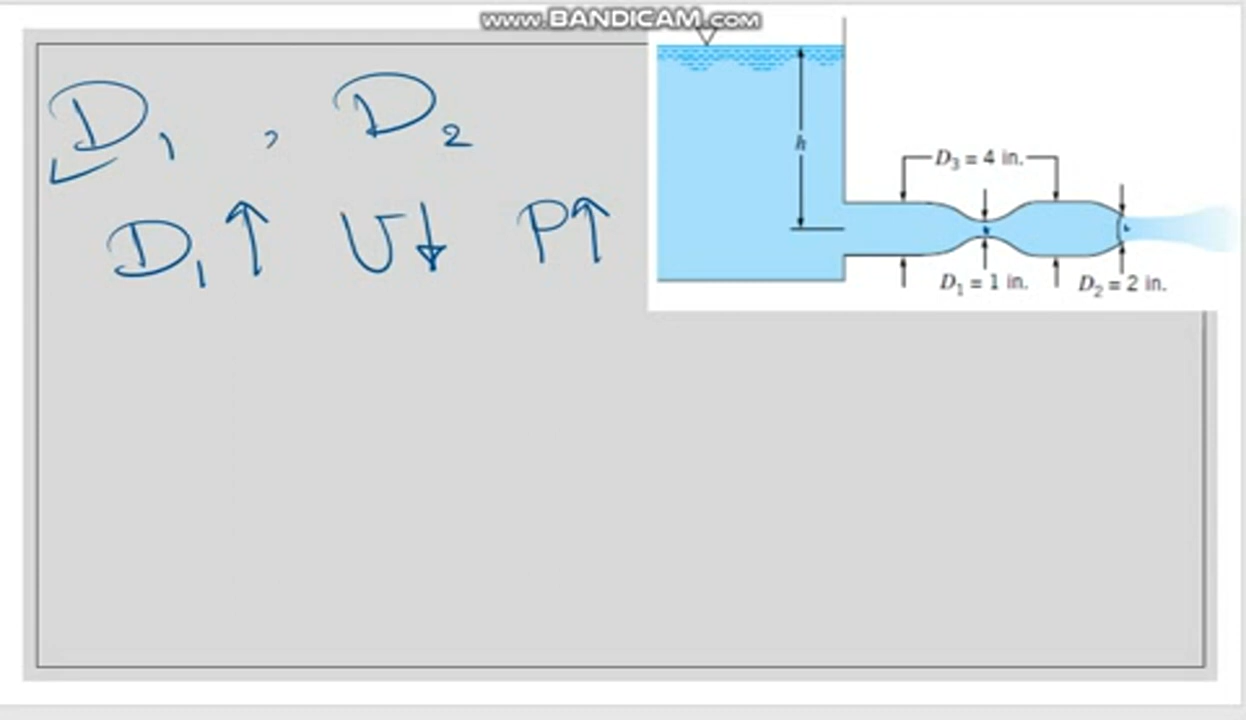 www.BANDICAM.COM
D₁ , D₂
D₁ ↑ U↓ P↑
h
D₃ = 4 in.
D₁ = 1 in. D₂ = 2 in.